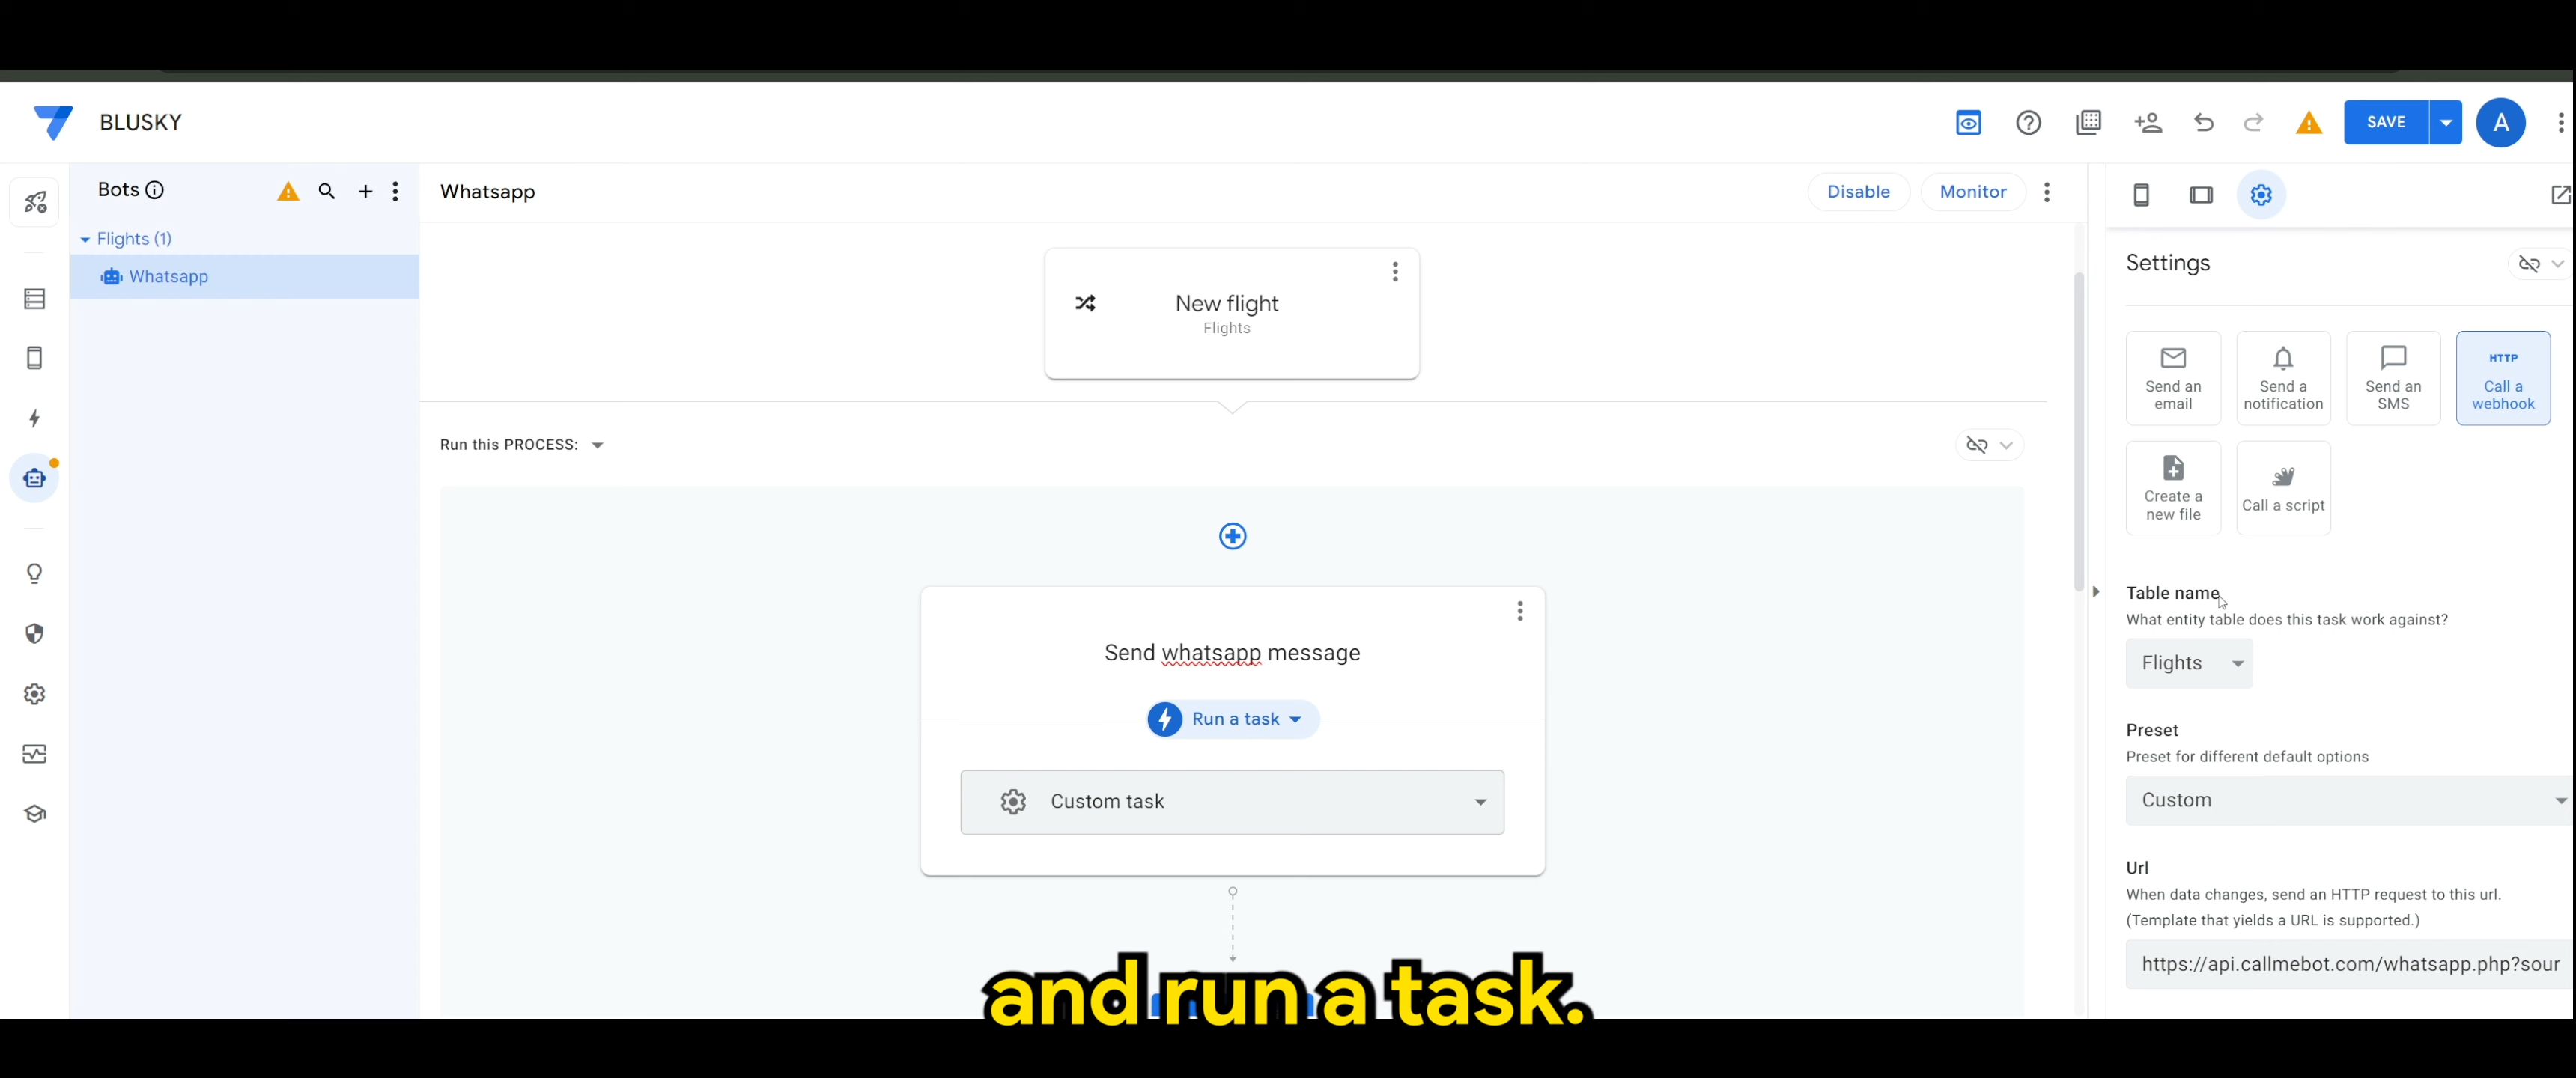 BLUSKY
SAVE
A
Bots
Flights (1)
Whatsapp
Whatsapp
Disable
Monitor
New flight
Flights
Run this PROCESS:
Send whatsapp message
Run a task
Custom task
Settings
Send an
email
Send a
notification
Send an
SMS
HTTP
Call a
webhook
Create a
new file
Call a script
Table name
What entity table does this task work against?
Flights
Preset
Preset for different default options
Custom
Url
When data changes, send an HTTP request to this url.
(Template that yields a URL is supported.)
https://api.callmebot.com/whatsapp.php?sour
and run a task.